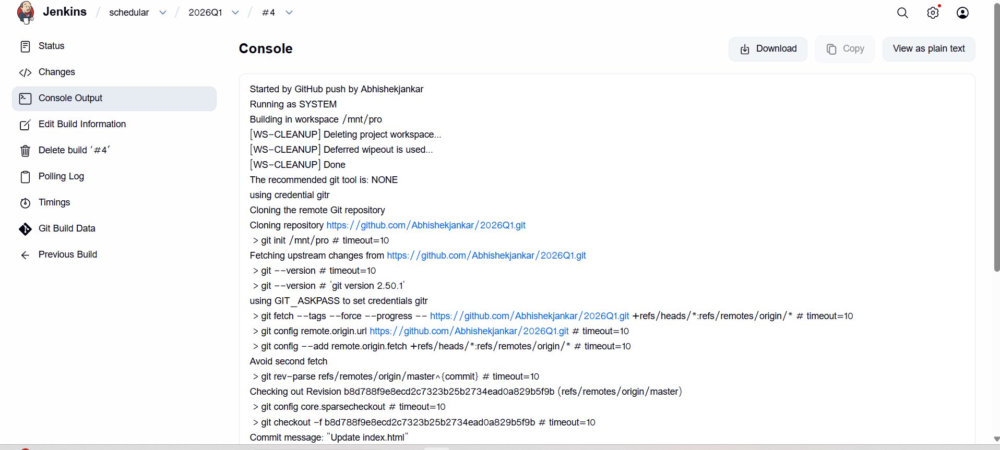 Jenkins / schedular / 2026Q1 / #4
Status
Changes
Console Output
Edit Build Information
Delete build ‘#4’
Polling Log
Timings
Git Build Data
Previous Build
Console
Download
Copy
View as plain text
Started by GitHub push by Abhishekjankar
Running as SYSTEM
Building in workspace /mnt/pro
[WS-CLEANUP] Deleting project workspace...
[WS-CLEANUP] Deferred wipeout is used...
[WS-CLEANUP] Done
The recommended git tool is: NONE
using credential gitr
Cloning the remote Git repository
Cloning repository https://github.com/Abhishekjankar/2026Q1.git
> git init /mnt/pro # timeout=10
Fetching upstream changes from https://github.com/Abhishekjankar/2026Q1.git
> git --version # timeout=10
> git --version # 'git version 2.50.1'
using GIT_ASKPASS to set credentials gitr
> git fetch --tags --force --progress -- https://github.com/Abhishekjankar/2026Q1.git +refs/heads/*:refs/remotes/origin/* # timeout=10
> git config remote.origin.url https://github.com/Abhishekjankar/2026Q1.git # timeout=10
> git config --add remote.origin.fetch +refs/heads/*:refs/remotes/origin/* # timeout=10
Avoid second fetch
> git rev-parse refs/remotes/origin/master^{commit} # timeout=10
Checking out Revision b8d788f9e8ecd2c7323b25b2734ead0a829b5f9b (refs/remotes/origin/master)
> git config core.sparsecheckout # timeout=10
> git checkout -f b8d788f9e8ecd2c7323b25b2734ead0a829b5f9b # timeout=10
Commit message: "Update index.html"